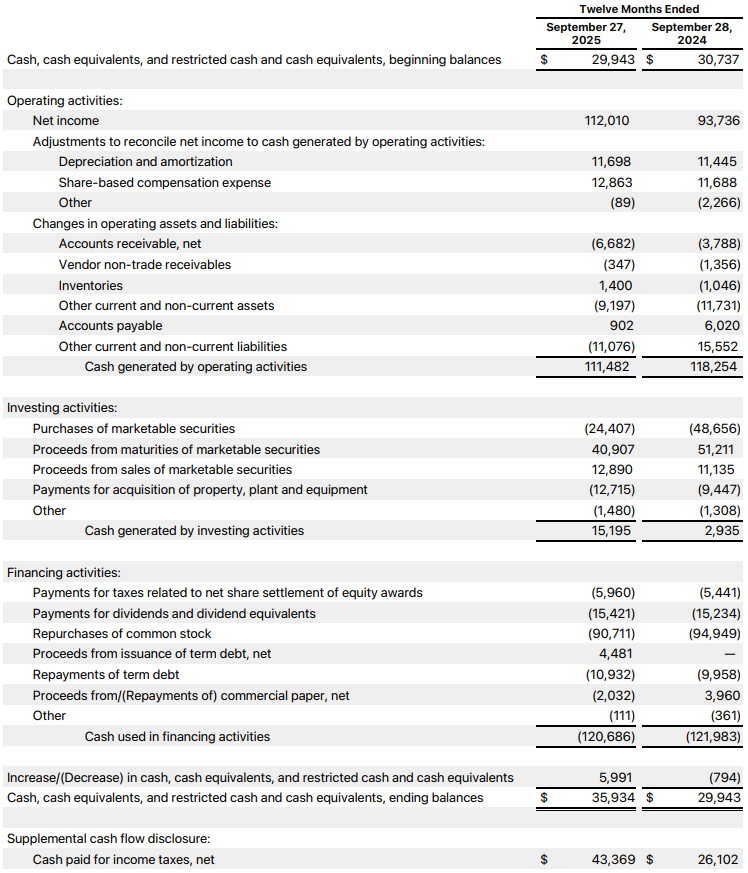 Twelve Months Ended
September 27, 2025 September 28, 2024
Cash, cash equivalents, and restricted cash and cash equivalents, beginning balances $ 29,943 $ 30,737
Operating activities:
Net income 112,010 93,736
Adjustments to reconcile net income to cash generated by operating activities:
Depreciation and amortization 11,698 11,445
Share-based compensation expense 12,863 11,688
Other (89) (2,266)
Changes in operating assets and liabilities:
Accounts receivable, net (6,682) (3,788)
Vendor non-trade receivables (347) (1,356)
Inventories 1,400 (1,046)
Other current and non-current assets (9,197) (11,731)
Accounts payable 902 6,020
Other current and non-current liabilities (11,076) 15,552
Cash generated by operating activities 111,482 118,254
Investing activities:
Purchases of marketable securities (24,407) (48,656)
Proceeds from maturities of marketable securities 40,907 51,211
Proceeds from sales of marketable securities 12,890 11,135
Payments for acquisition of property, plant and equipment (12,715) (9,447)
Other (1,480) (1,308)
Cash generated by investing activities 15,195 2,935
Financing activities:
Payments for taxes related to net share settlement of equity awards (5,960) (5,441)
Payments for dividends and dividend equivalents (15,421) (15,234)
Repurchases of common stock (90,711) (94,949)
Proceeds from issuance of term debt, net 4,481 —
Repayments of term debt (10,932) (9,958)
Proceeds from/(Repayments of) commercial paper, net (2,032) 3,960
Other (111) (361)
Cash used in financing activities (120,686) (121,983)
Increase/(Decrease) in cash, cash equivalents, and restricted cash and cash equivalents 5,991 (794)
Cash, cash equivalents, and restricted cash and cash equivalents, ending balances $ 35,934 $ 29,943
Supplemental cash flow disclosure:
Cash paid for income taxes, net $ 43,369 $ 26,102